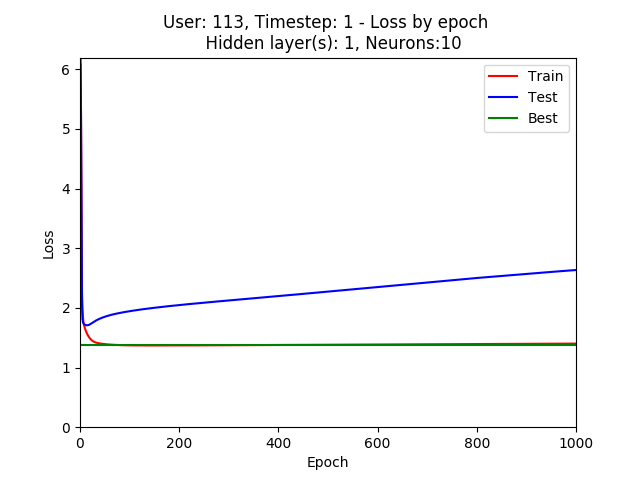 User: 113, Timestep: 1 - Loss by epoch
Hidden layer(s): 1, Neurons:10
Train
Test
Best
6
5
4
3
2
1
0
Loss
0 200 400 600 800 1000
Epoch